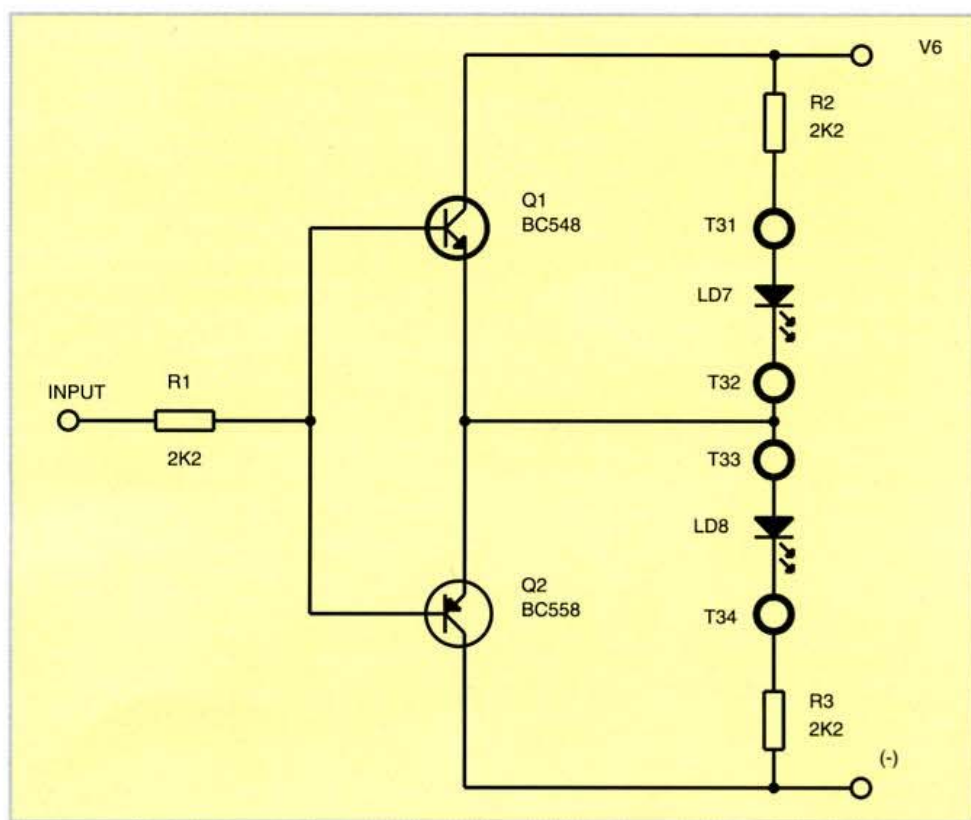 V6
R2
2K2
Q1
BC548
T31
LD7
R1
INPUT
T32
2K2
T33
LD8
Q2
BC558
T34
R3
2K2
(-)